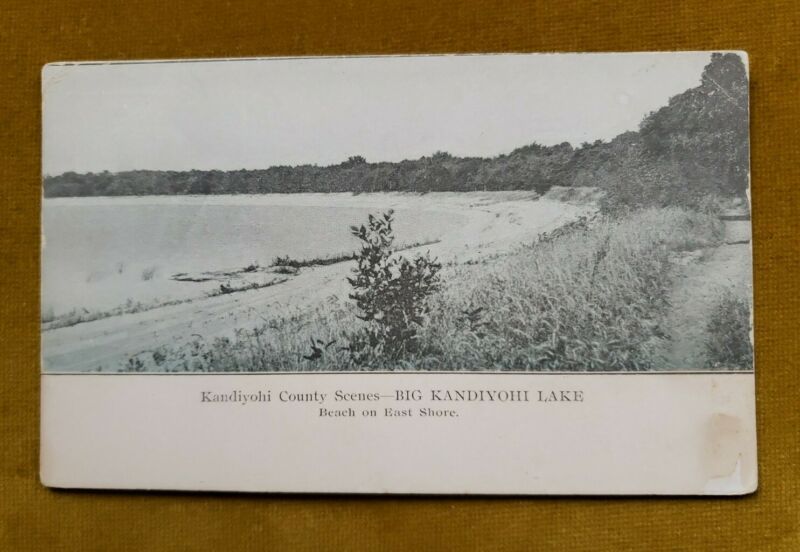 Kandiyohi County Scenes—BIG KANDIYOHI LAKE
Beach on East Shore.